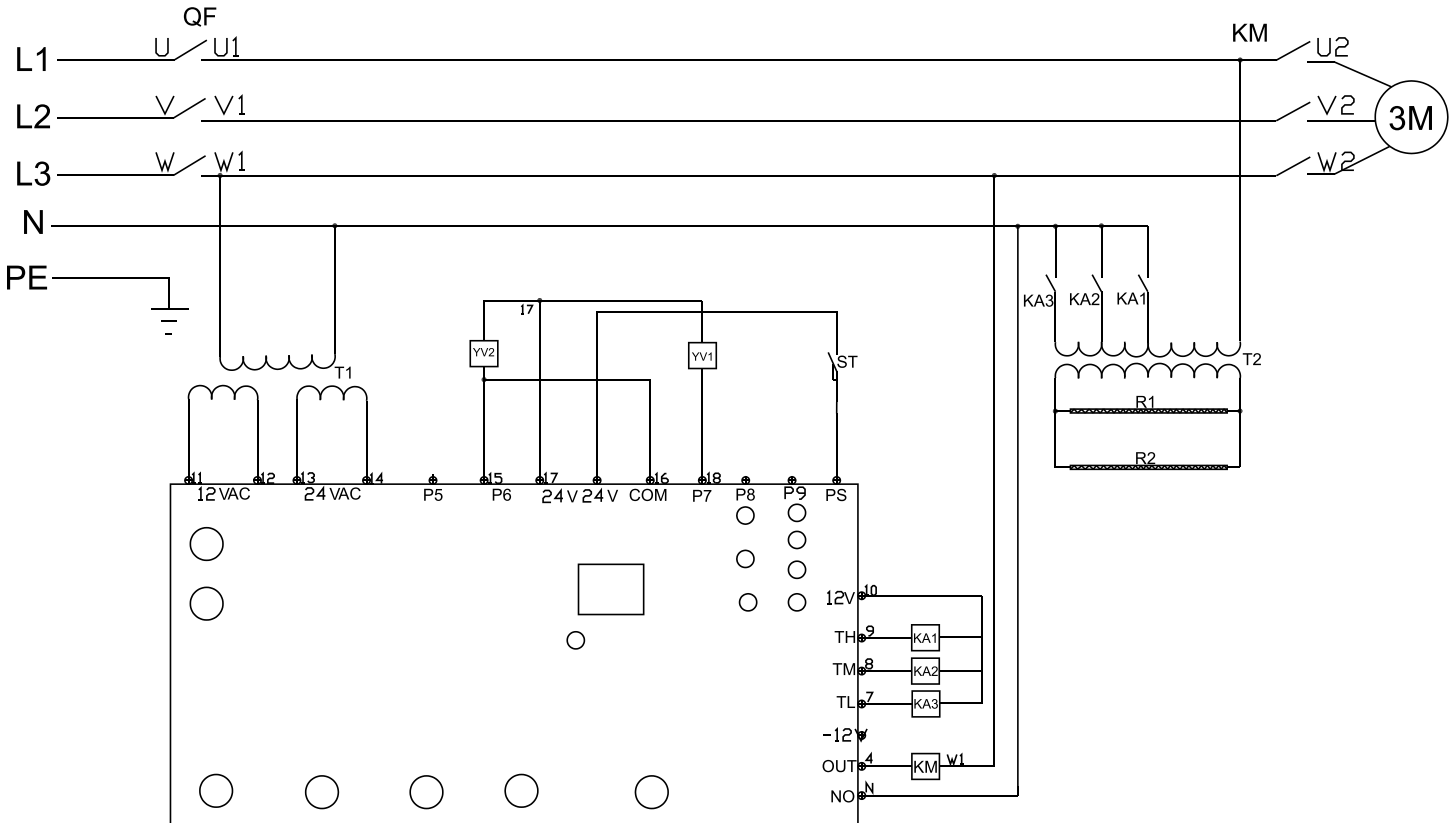 QF
KM
L1 U U1 U2
L2 V V1 V2 3M
L3 W W1 W2
N
PE
17
KA3 KA2 KA1
YV2 YV1 ST
T1 T2
R1
R2
11 12 13 14 15 17 16 18
12VAC 24VAC P5 P6 24V 24V COM P7 P8 P9 PS
12V 10
TH 9 KA1
TM 8 KA2
TL 7 KA3
-12V
OUT 4 KM W1
NO N